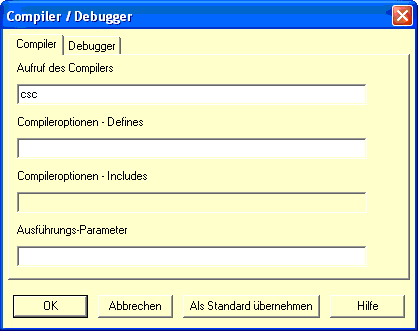 Compiler / Debugger
Compiler Debugger
Aufruf des Compilers
csc
Compileroptionen - Defines
Compileroptionen - Includes
Ausführungs-Parameter
OK Abbrechen Als Standard übernehmen Hilfe